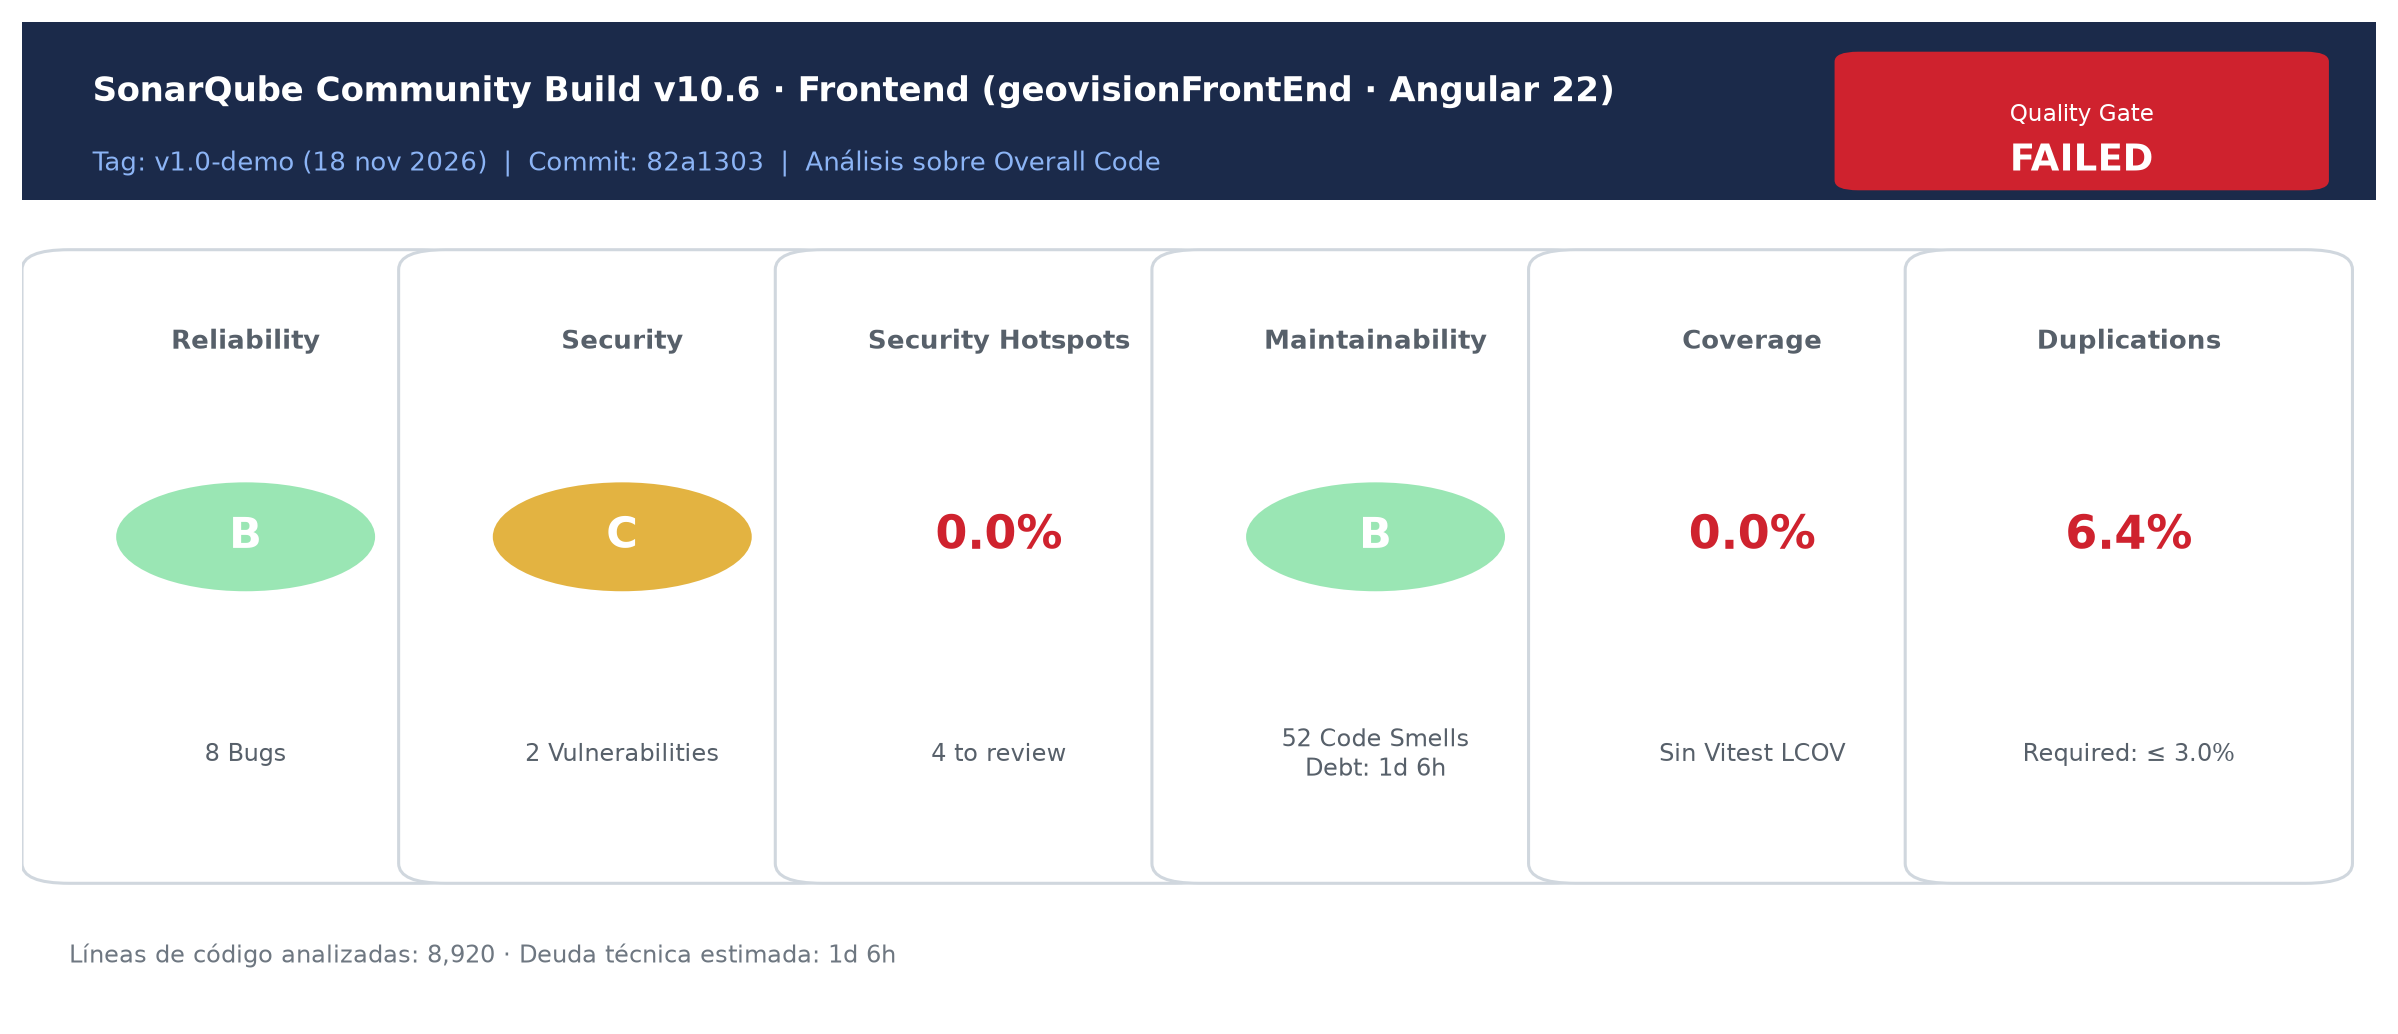 SonarQube Community Build v10.6 · Frontend (geovisionFrontEnd · Angular 22)
Tag: v1.0-demo (18 nov 2026) | Commit: 82a1303 | Análisis sobre Overall Code
Quality Gate
FAILED
Reliability
B
8 Bugs
Security
C
2 Vulnerabilities
Security Hotspots
0.0%
4 to review
Maintainability
B
52 Code Smells
Debt: 1d 6h
Coverage
0.0%
Sin Vitest LCOV
Duplications
6.4%
Required: ≤ 3.0%
Líneas de código analizadas: 8,920 · Deuda técnica estimada: 1d 6h